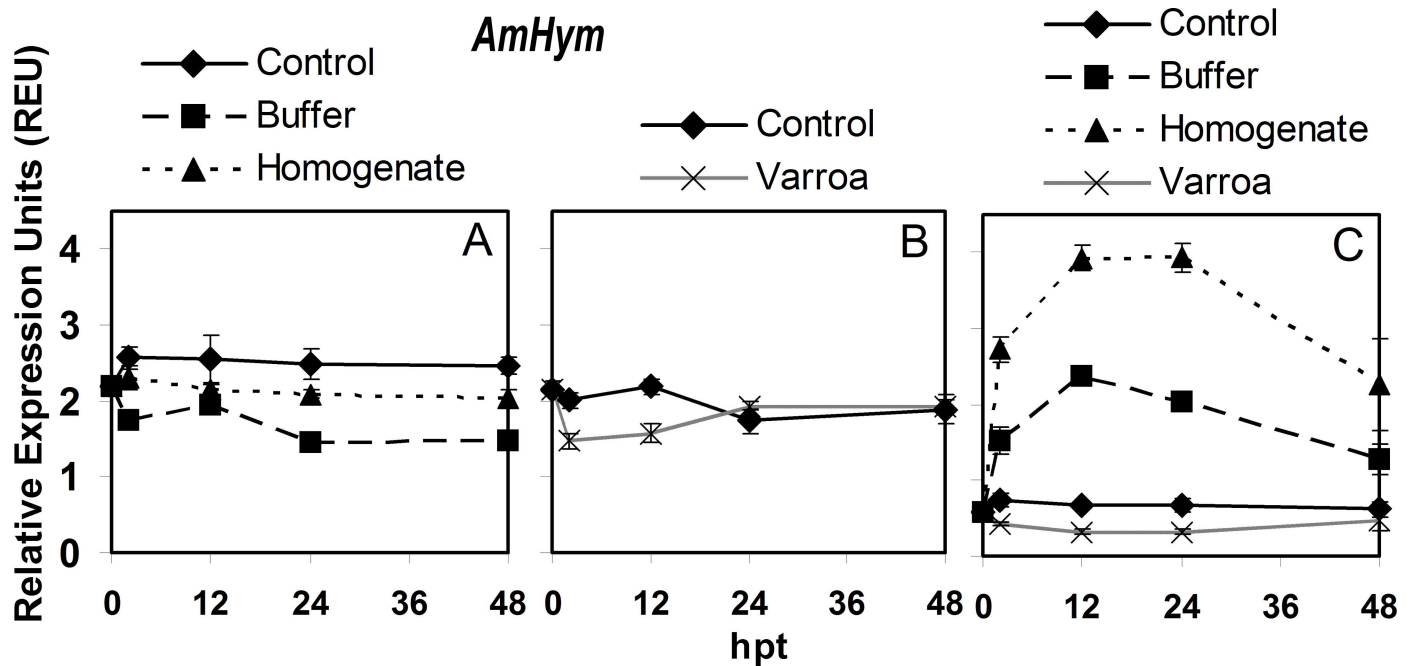 AmHym
Relative Expression Units (REU)
Control
Buffer
Homogenate
Control
Varroa
Control
Buffer
Homogenate
Varroa
A
B
C
4
3
2
1
0
0 12 24 36 48
0 12 24 36 48
0 12 24 36 48
hpt